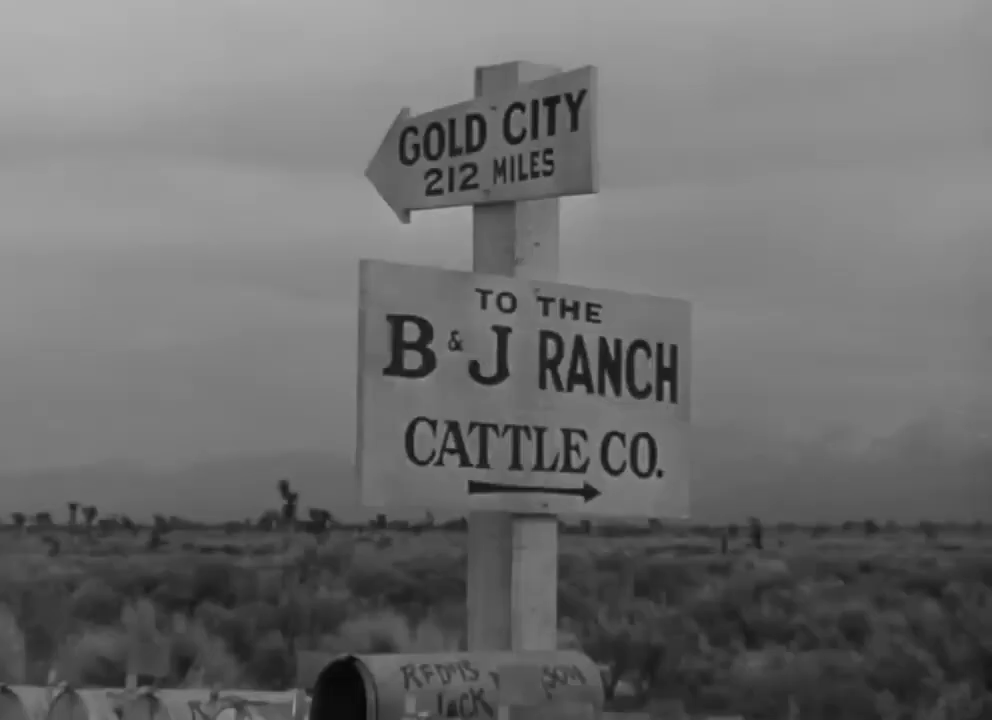 GOLD CITY
212 MILES
TO THE
B & J RANCH
CATTLE CO.